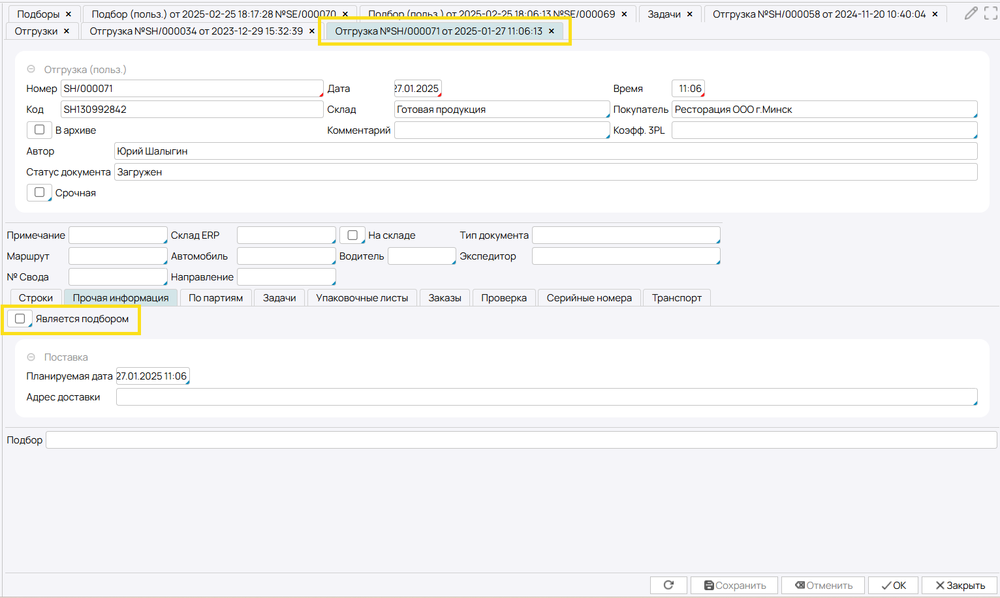 Подборы × Подбор (польз.) от 2025-02-25 18:17:28 №SE/000070 × Подбор (польз.) от 2025-02-25 18:06:13 №SE/000069 × Задачи × Отгрузка №SH/000058 от 2024-11-20 10:40:04 ×
Отгрузки × Отгрузка №SH/000034 от 2023-12-29 15:32:39 × Отгрузка №SH/000071 от 2025-01-27 11:06:13 ×
Отгрузка (польз.)
Номер SH/000071 Дата 27.01.2025 Время 11:06
Код SH130992842 Склад Готовая продукция Покупатель Ресторация ООО г.Минск
В архиве Комментарий Коэфф. 3PL
Автор Юрий Шалыгин
Статус документа Загружен
Срочная
Примечание Склад ERP На складе Тип документа
Маршрут Автомобиль Водитель Экспедитор
№ Свода Направление
Строки Прочая информация По партиям Задачи Упаковочные листы Заказы Проверка Серийные номера Транспорт
Является подбором
Поставка
Планируемая дата 27.01.2025 11:06
Адрес доставки
Подбор
Сохранить Отменить OK Закрыть